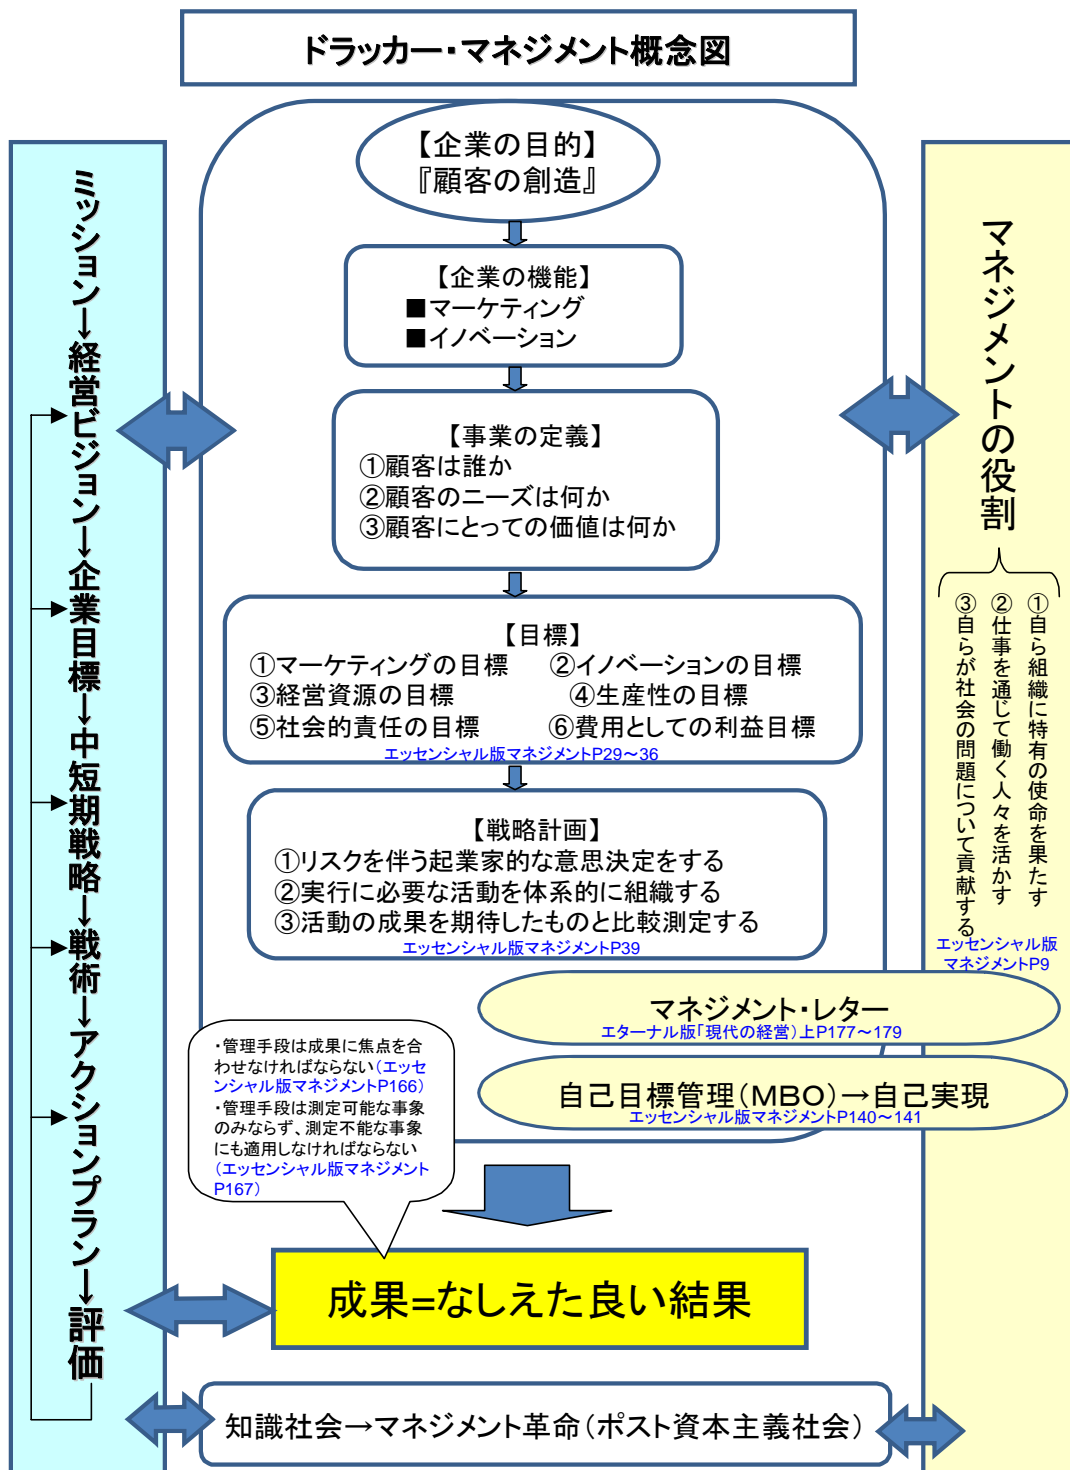 ドラッカー・マネジメント概念図
ミッション→経営ビジョン→企業目標→中短期戦略→戦術→アクションプラン→評価
【企業の目的】
『顧客の創造』
【企業の機能】
■マーケティング
■イノベーション
【事業の定義】
①顧客は誰か
②顧客のニーズは何か
③顧客にとっての価値は何か
【目標】
①マーケティングの目標 ②イノベーションの目標
③経営資源の目標 ④生産性の目標
⑤社会的責任の目標 ⑥費用としての利益目標
エッセンシャル版マネジメントP29～36
【戦略計画】
①リスクを伴う起業家的な意思決定をする
②実行に必要な活動を体系的に組織する
③活動の成果を期待したものと比較測定する
エッセンシャル版マネジメントP39
マネジメントの役割
①自ら組織に特有の使命を果たす
②仕事を通じて働く人々を活かす
③自らが社会の問題について貢献する
エッセンシャル版
マネジメントP9
マネジメント・レター
エターナル版「現代の経営）上P177～179
自己目標管理（MBO）→自己実現
エッセンシャル版マネジメントP140～141
・管理手段は成果に焦点を合
わせなければならない（エッセ
ンシャル版マネジメントP166）
・管理手段は測定可能な事象
のみならず、測定不能な事象
にも適用しなければならない
（エッセンシャル版マネジメント
P167）
成果=なしえた良い結果
知識社会→マネジメント革命（ポスト資本主義社会）